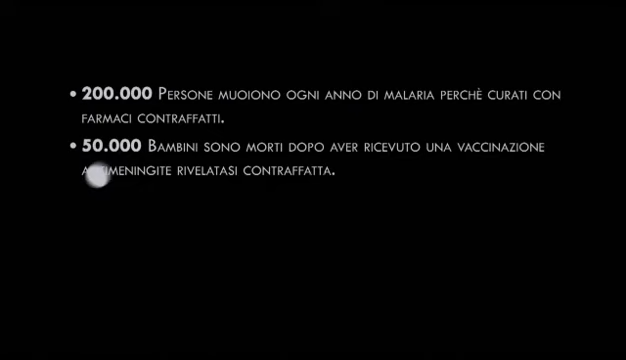 • 200.000 Persone muoiono ogni anno di malaria perchè curati con
farmaci contraffatti.
• 50.000 Bambini sono morti dopo aver ricevuto una vaccinazione
antimeningite rivelatasi contraffatta.